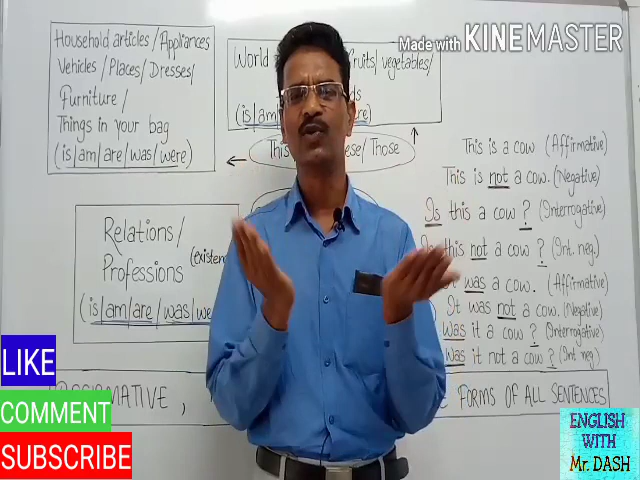 Household articles / Appliances
Vehicles / Places / Dresses/
Furniture /
Things in your bag
(is/am/are/was/were)
World
fruits/ vegetables/
(is/am
Made with KINEMASTER
These/ Those
This is a cow (Affirmative)
This is not a cow. (Negative)
Is this a cow ? (Interrogative)
this not a cow ? (Int. neg.)
was a cow. (Affirmative)
It was not a cow. (Negative)
Was it a cow ? (Interrogative)
Was it not a cow ? (Int neg.)
Relations/
Professions
(is/am/are/was/were
FORMS OF ALL SENTENCES
LIKE
COMMENT
SUBSCRIBE
ENGLISH
WITH
Mr. DASH